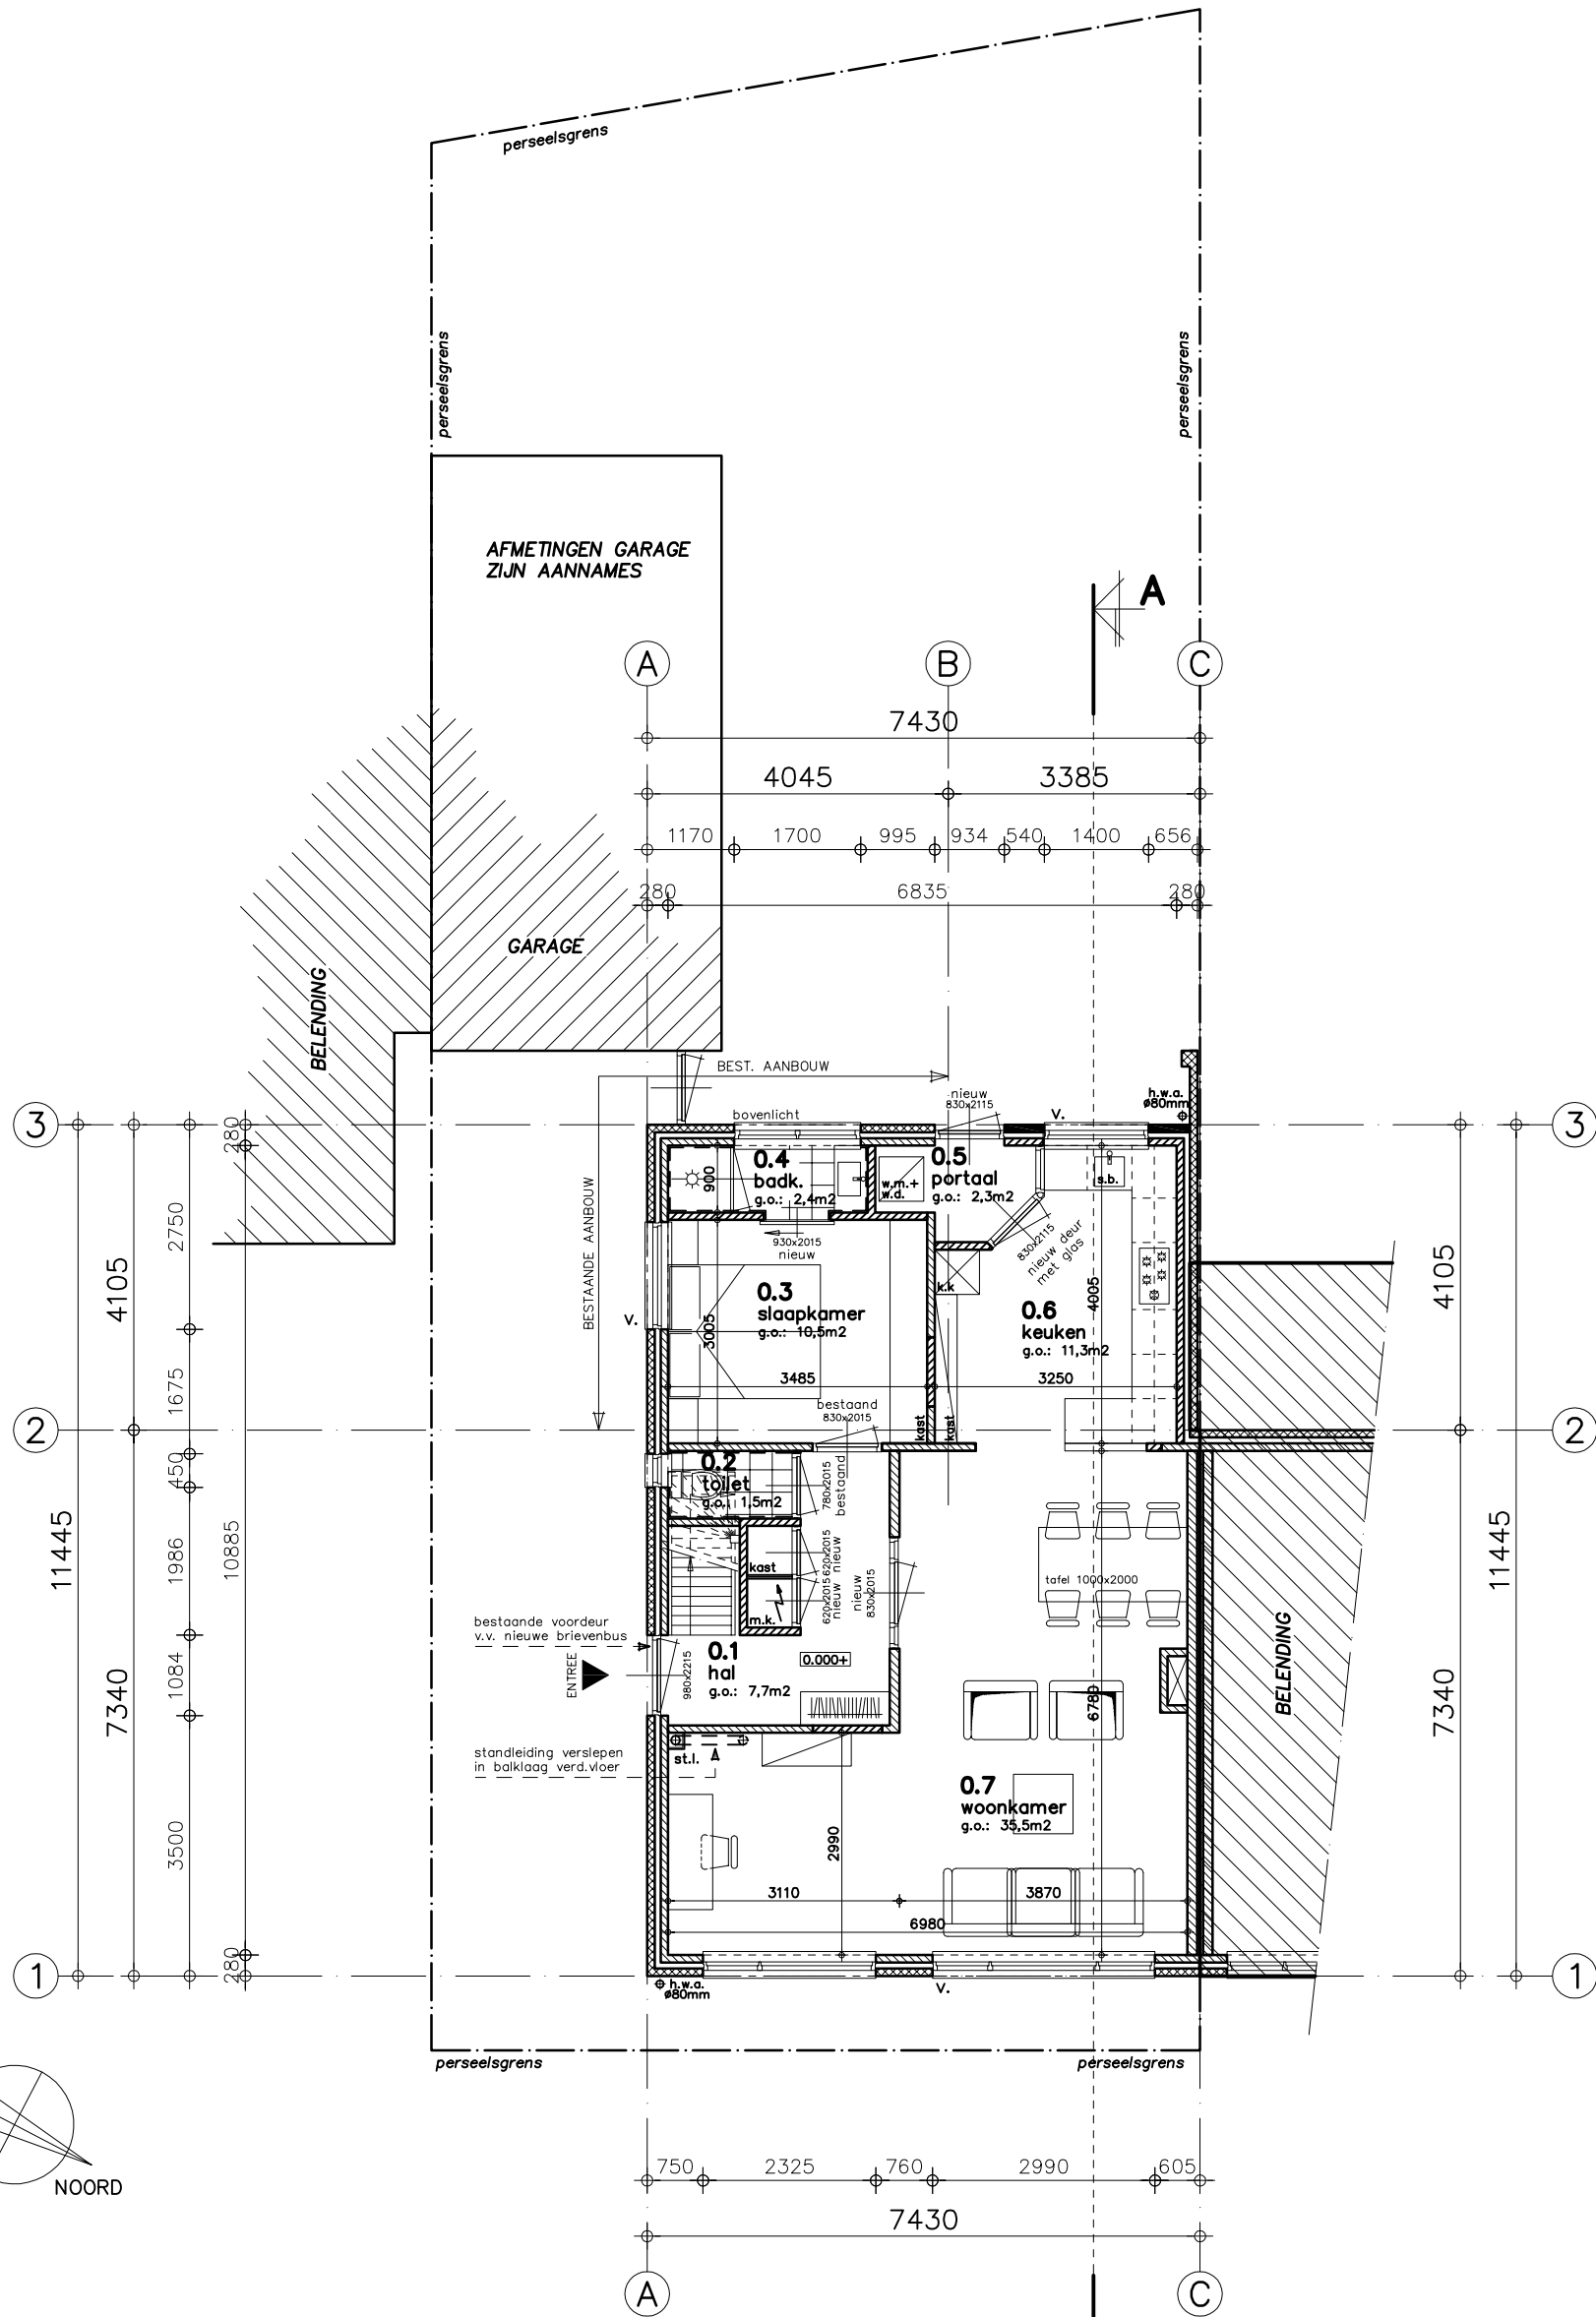 perseelsgrens
perseelsgrens
perseelsgrens
AFMETINGEN GARAGE
ZIJN AANNAMES
A
A
B
C
7430
4045
3385
1170
1700
995
934
540
1400
656
280
6835
280
GARAGE
BELENDING
BEST. AANBOUW
nieuw
830x2115
V.
h.w.a.
ø80mm
bovenlicht
3
3
280
0.4
badk.
g.o.: 2,4m2
900
w.m.+
w.d.
0.5
portaal
g.o.: 2,3m2
s.b.
BESTAANDE AANBOUW
2750
930x2015
nieuw
830x2115
nieuw deur
met glas
k.k
4105
4105
0.3
slaapkamer
g.o.: 10,5m2
V.
3005
4005
0.6
keuken
g.o.: 11,3m2
3485
3250
1675
bestaand
830x2015
kast
kast
2
2
450
0.2
toilet
g.o.: 1,5m2
780x2015
bestaand
11445
10885
1986
11445
kast
620x2015
nieuw
620x2015
nieuw
nieuw
830x2015
m.k.
tafel 1000x2000
bestaande voordeur
v.v. nieuwe brievenbus
ENTREE
980x2215
0.1
hal
g.o.: 7,7m2
0.000+
BELENDING
1084
7340
7340
6780
standleiding verslepen
in balklaag verd.vloer
st.l.
0.7
woonkamer
g.o.: 35,5m2
3500
2990
3110
3870
6980
280
1
1
h.w.a.
ø80mm
V.
perseelsgrens
perseelsgrens
NOORD
750
2325
760
2990
605
7430
A
C